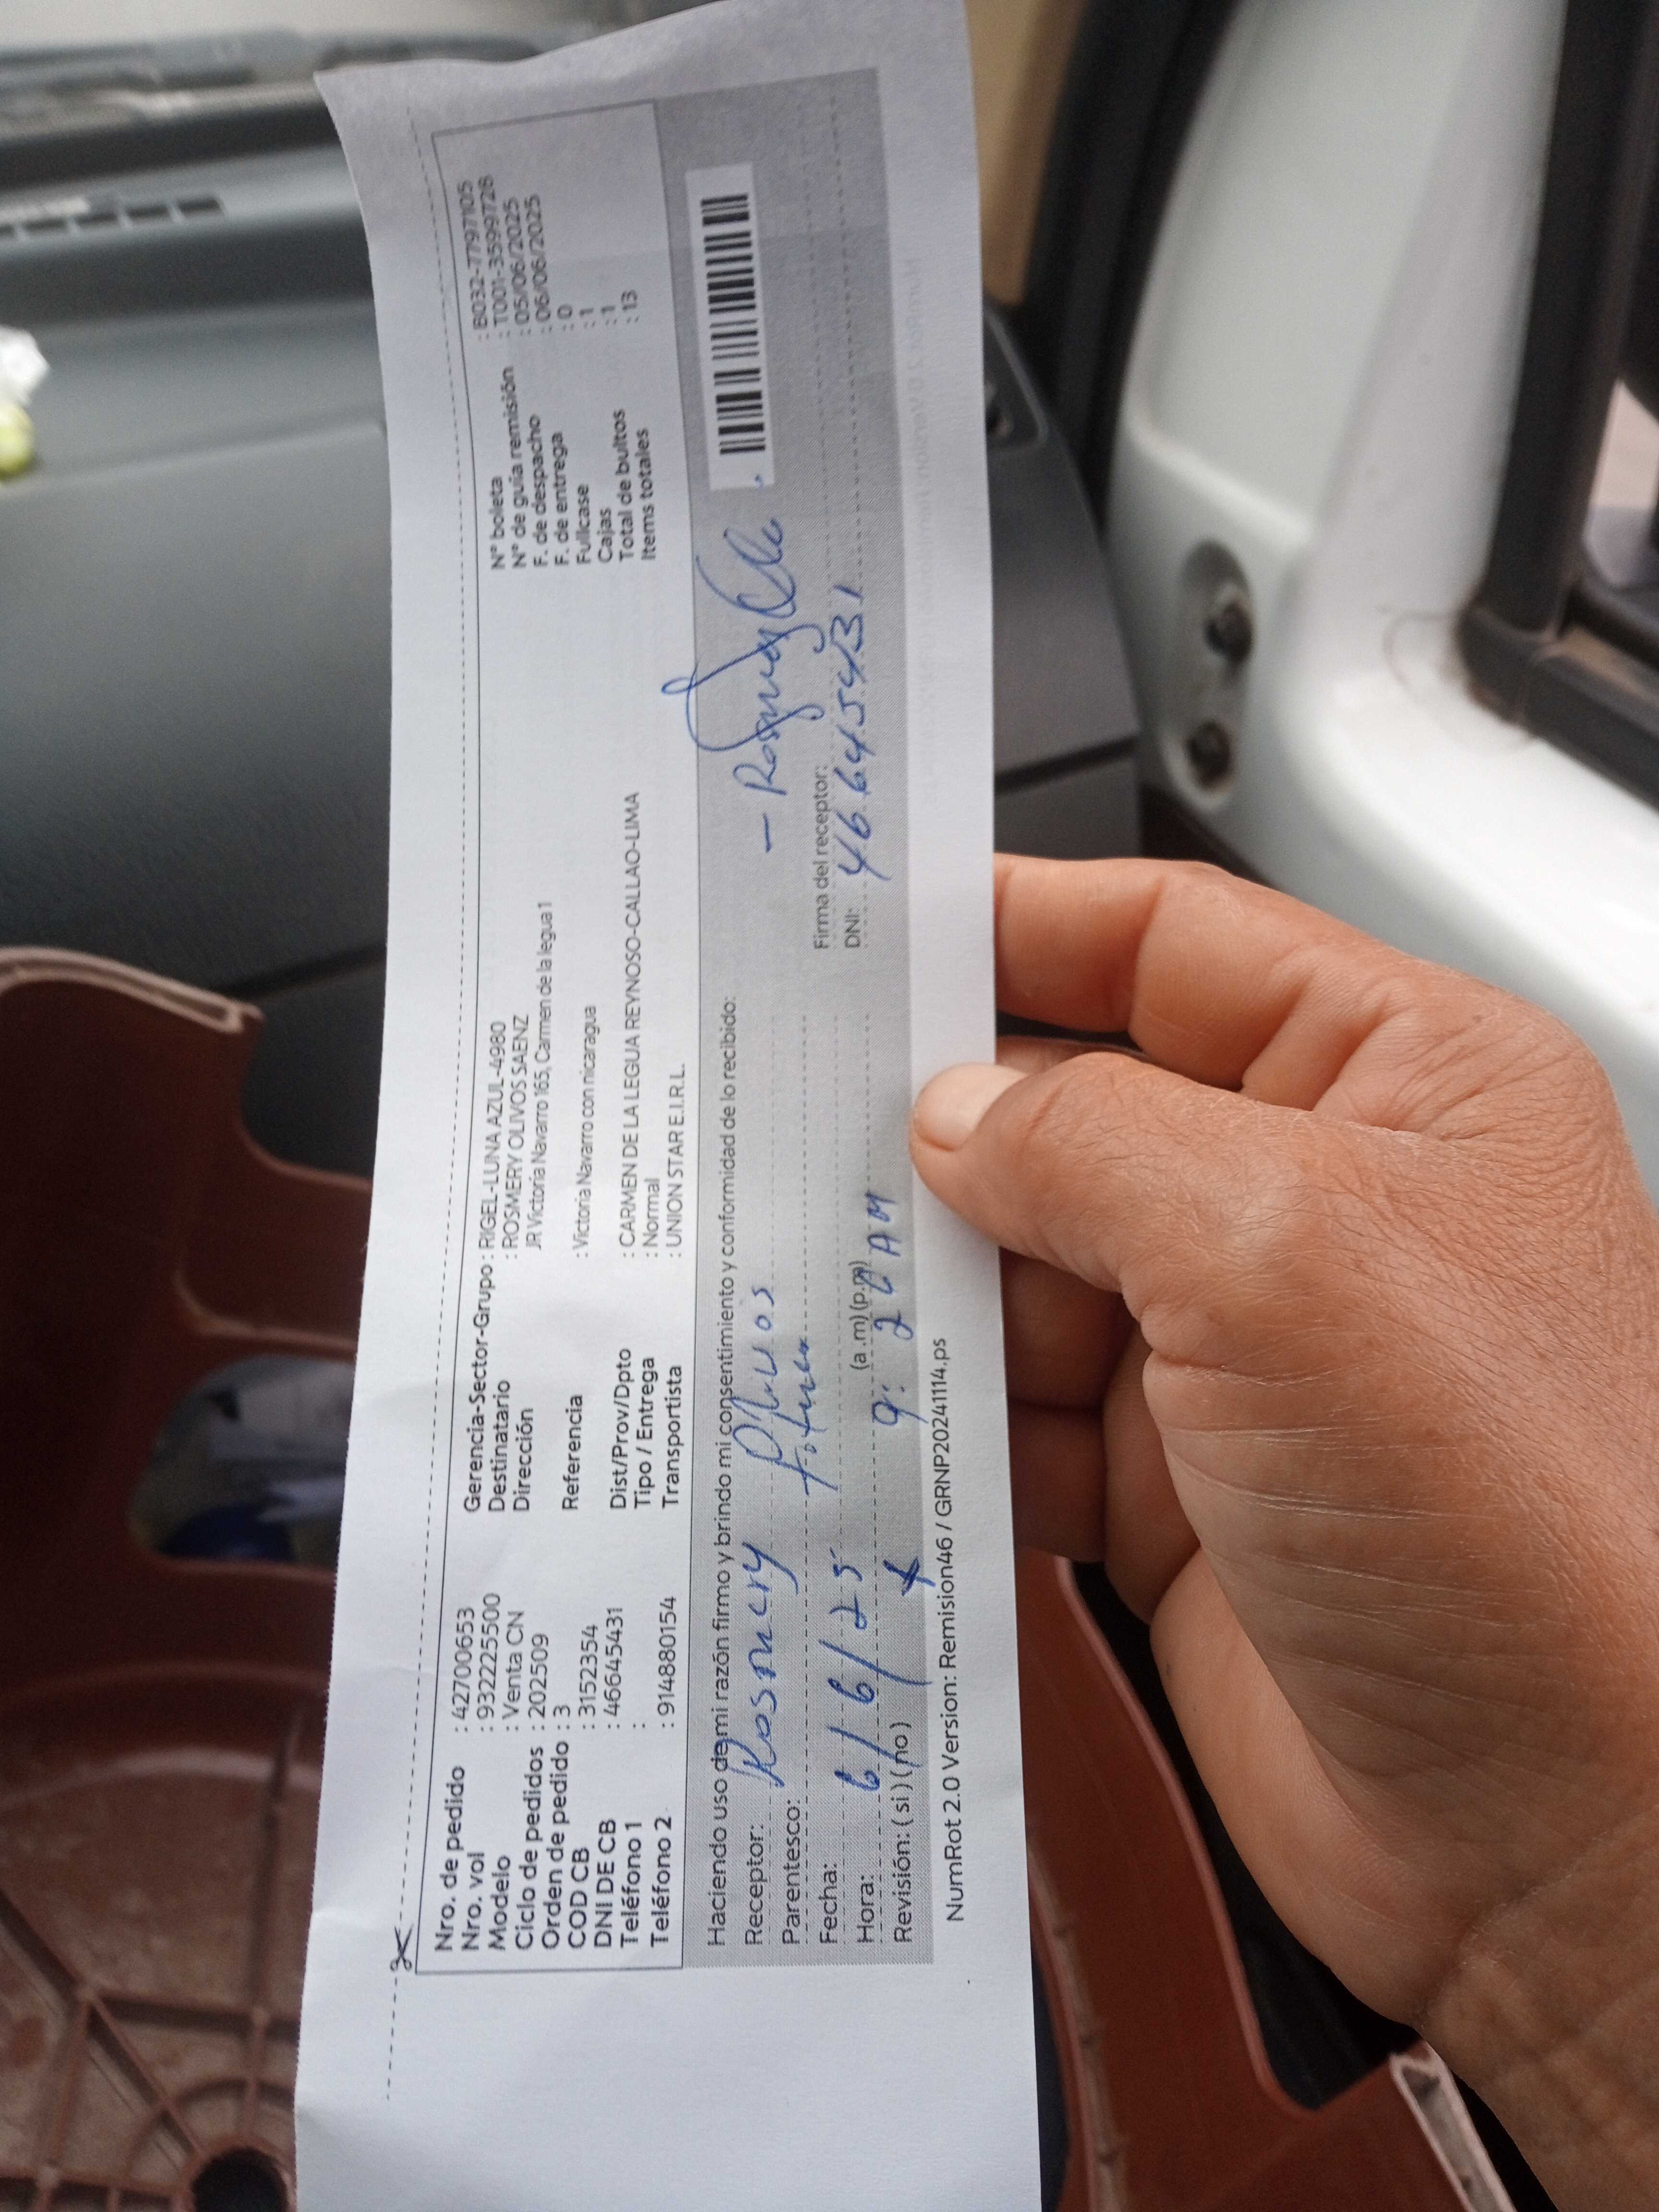 Nro. de pedido : 42700653
Nro. vol : 9322225500
Modelo : Venta CN
Ciclo de pedidos : 202509
Orden de pedido : 3
COD CB : 3152354
DNI DE CB : 46645431
Teléfono 1 :
Teléfono 2 : 914880154
Gerencia-Sector-Grupo : RIGEL-LUNA AZUL-4980
Destinatario : ROSMERY OLIVOS SAENZ
Dirección JR Victoria Navarro 165, Carmen de la legua 1
Referencia : Victoria Navarro con nicaragua
Dist/Prov/Dpto : CARMEN DE LA LEGUA REYNOSO-CALLAO-LIMA
Tipo / Entrega : Normal
Transportista : UNION STAR E.I.R.L.
N° boleta : B032-7797105
N° de guía remisión : T001-3599728
F. de despacho : 05/06/2025
F. de entrega : 06/06/2025
Fullcase : 0
Cajas : 1
Total de bultos : 1
Items totales : 13
Haciendo uso de mi razón firmo y brindo mi consentimiento y conformidad de lo recibido:
Receptor: Rosmery Olivos
Parentesco:
Fecha: 6/6/25
Hora: (a.m) (p.m) 9:20 AM
Revisión: ( si ) ( no )
Firma del receptor:
DNI: 46645431
NumRot 2.0 Version: Remision46 / GRNP20241114.ps